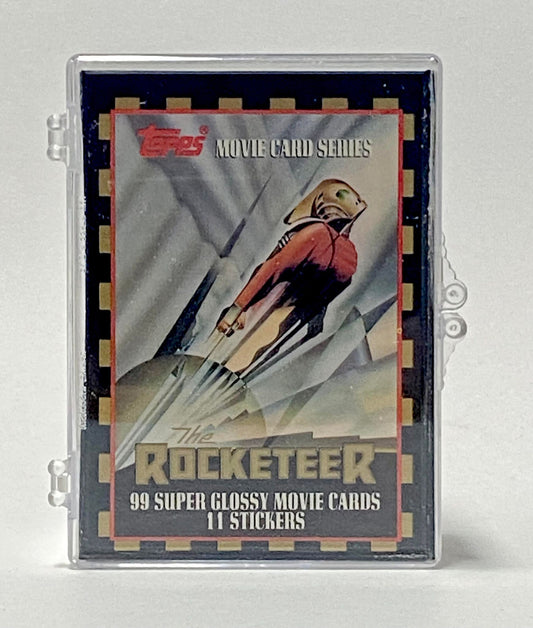 Topps® MOVIE CARD SERIES
The
ROCKETEER
99 SUPER GLOSSY MOVIE CARDS
11 STICKERS